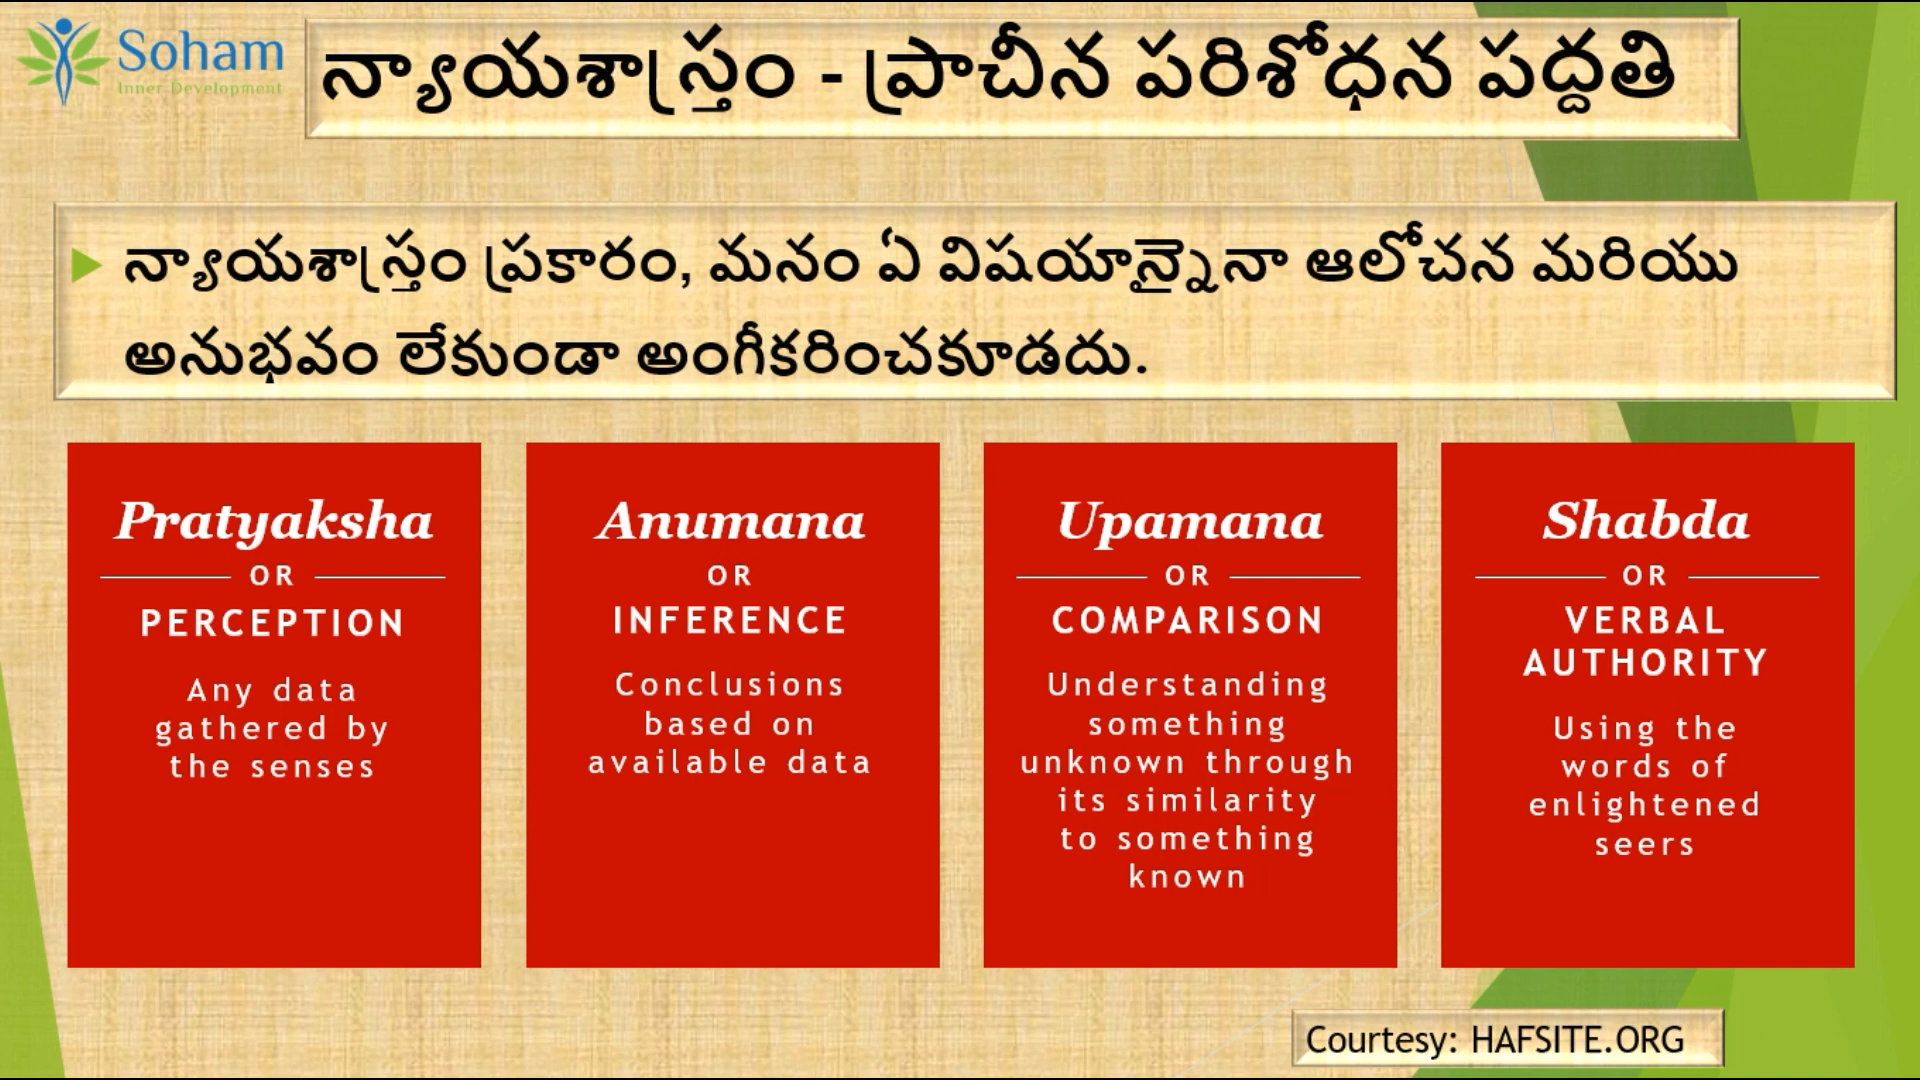 Soham
Inner Development
న్యాయశాస్త్రం - ప్రాచీన పరిశోధన పద్దతి
న్యాయశాస్త్రం ప్రకారం, మనం ఏ విషయాన్నైనా ఆలోచన మరియు
అనుభవం లేకుండా అంగీకరించకూడదు.
Pratyaksha
OR
PERCEPTION
Any data
gathered by
the senses
Anumana
OR
INFERENCE
Conclusions
based on
available data
Upamana
OR
COMPARISON
Understanding
something
unknown through
its similarity
to something
known
Shabda
OR
VERBAL
AUTHORITY
Using the
words of
enlightened
seers
Courtesy: HAFSITE.ORG